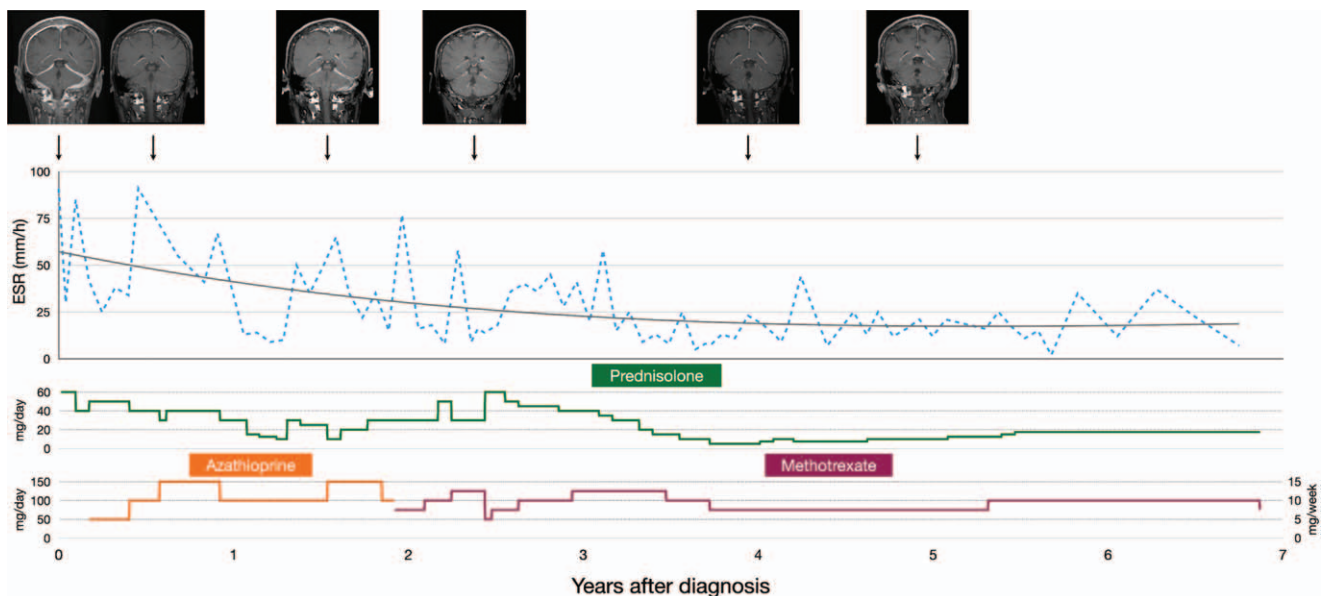 100
75
50
25
0
ESR (mm/h)
Prednisolone
60
40
20
0
mg/day
Azathioprine
Methotrexate
150
100
50
0
mg/day
15
10
5
0
mg/week
0 1 2 3 4 5 6 7
Years after diagnosis